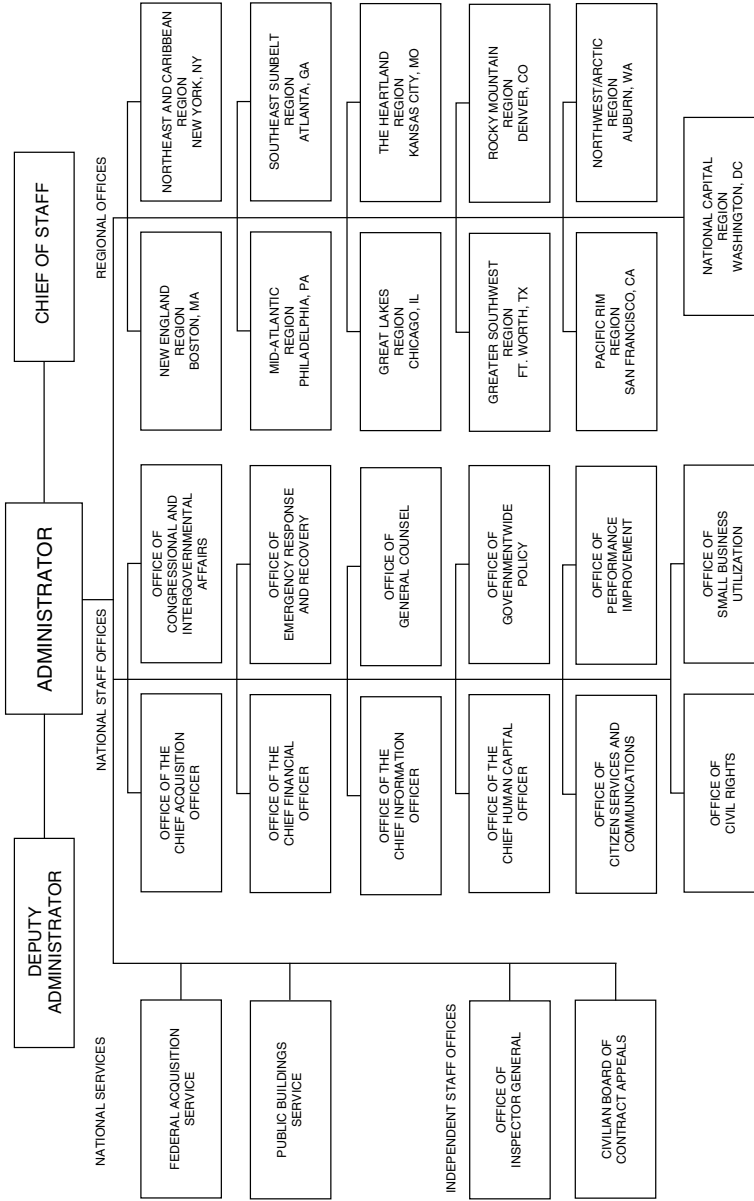 DEPUTY
ADMINISTRATOR
ADMINISTRATOR
CHIEF OF STAFF
NATIONAL SERVICES
FEDERAL ACQUISITION
SERVICE
PUBLIC BUILDINGS
SERVICE
INDEPENDENT STAFF OFFICES
OFFICE OF
INSPECTOR GENERAL
CIVILIAN BOARD OF
CONTRACT APPEALS
NATIONAL STAFF OFFICES
OFFICE OF THE
CHIEF ACQUISITION
OFFICER
OFFICE OF
CONGRESSIONAL AND
INTERGOVERNMENTAL
AFFAIRS
OFFICE OF THE
CHIEF FINANCIAL
OFFICER
OFFICE OF
EMERGENCY RESPONSE
AND RECOVERY
OFFICE OF THE
CHIEF INFORMATION
OFFICER
OFFICE OF
GENERAL COUNSEL
OFFICE OF THE
CHIEF HUMAN CAPITAL
OFFICER
OFFICE OF
GOVERNMENTWIDE
POLICY
OFFICE OF
CITIZEN SERVICES AND
COMMUNICATIONS
OFFICE OF
PERFORMANCE
IMPROVEMENT
OFFICE OF
CIVIL RIGHTS
OFFICE OF
SMALL BUSINESS
UTILIZATION
REGIONAL OFFICES
NEW ENGLAND
REGION
BOSTON, MA
NORTHEAST AND CARIBBEAN
REGION
NEW YORK, NY
MID-ATLANTIC
REGION
PHILADELPHIA, PA
SOUTHEAST SUNBELT
REGION
ATLANTA, GA
GREAT LAKES
REGION
CHICAGO, IL
THE HEARTLAND
REGION
KANSAS CITY, MO
GREATER SOUTHWEST
REGION
FT. WORTH, TX
ROCKY MOUNTAIN
REGION
DENVER, CO
PACIFIC RIM
REGION
SAN FRANCISCO, CA
NORTHWEST/ARCTIC
REGION
AUBURN, WA
NATIONAL CAPITAL
REGION
WASHINGTON, DC